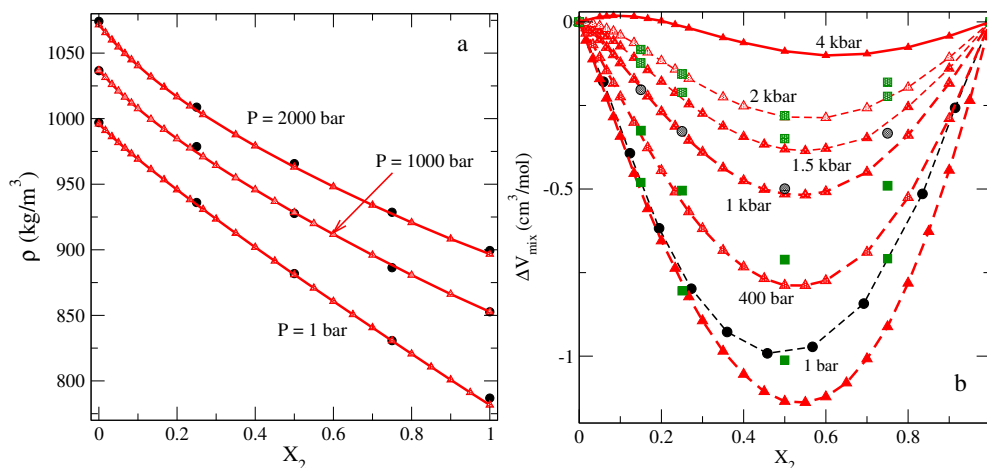 a
1075
1050
1000
950
900
850
800
ρ (kg/m³)
P = 2000 bar
P = 1000 bar
P = 1 bar
0 0.2 0.4 0.6 0.8 1
X₂
b
-0
-0.5
-1
ΔVmix (cm³/mol)
4 kbar
2 kbar
1.5 kbar
1 kbar
400 bar
1 bar
0.0 0.2 0.4 0.6 0.8
X₂